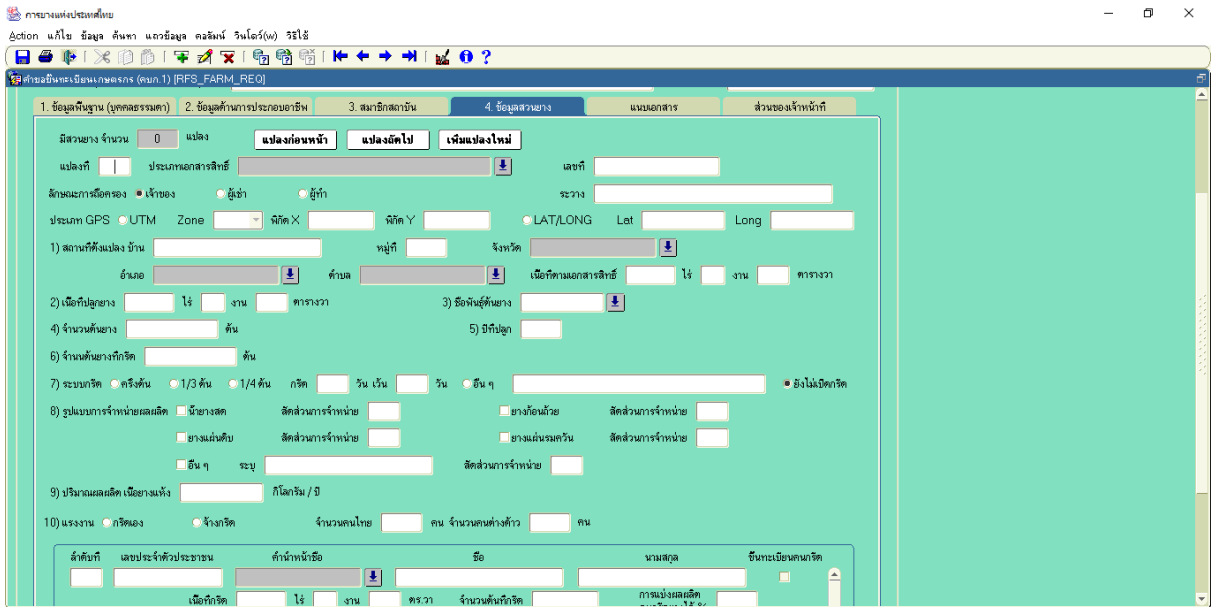 การยางแห่งประเทศไทย
Action แก้ไข ข้อมูล ค้นหา แถวข้อมูล คอลัมน์ วินโดว์(w) วิธีใช้
คำขอขึ้นทะเบียนเกษตรกร (คบก.1) [RFS_FARM_REQ]
1. ข้อมูลพื้นฐาน (บุคคลธรรมดา) 2. ข้อมูลด้านการประกอบอาชีพ 3. สมาชิกสถาบัน 4. ข้อมูลสวนยาง แนบเอกสาร ส่วนของเจ้าหน้าที่
มีสวนยาง จำนวน 0 แปลง แปลงก่อนหน้า แปลงถัดไป เพิ่มแปลงใหม่
แปลงที่ ประเภทเอกสารสิทธิ์ เลขที่
ลักษณะการถือครอง เจ้าของ ผู้เช่า ผู้ทำ ระวาง
ประเภท GPS UTM Zone พิกัด X พิกัด Y LAT/LONG Lat Long
1) สถานที่ตั้งแปลง บ้าน หมู่ที่ จังหวัด
อำเภอ ตำบล เนื้อที่ตามเอกสารสิทธิ์ ไร่ งาน ตารางวา
2) เนื้อที่ปลูกยาง ไร่ งาน ตารางวา 3) ชื่อพันธุ์ต้นยาง
4) จำนวนต้นยาง ต้น 5) ปีที่ปลูก
6) จำนนต้นยางที่กรีด ต้น
7) ระบบกรีด ครึ่งต้น 1/3 ต้น 1/4 ต้น กรีด วัน เว้น วัน อื่น ๆ ยังไม่เปิดกรีด
8) รูปแบบการจำหน่ายผลผลิต น้ำยางสด สัดส่วนการจำหน่าย ยางก้อนถ้วย สัดส่วนการจำหน่าย
ยางแผ่นดิบ สัดส่วนการจำหน่าย ยางแผ่นรมควัน สัดส่วนการจำหน่าย
อื่น ๆ ระบุ สัดส่วนการจำหน่าย
9) ปริมาณผลผลิต เนื้อยางแห้ง กิโลกรัม / ปี
10) แรงงาน กรีดเอง จ้างกรีด จำนวนคนไทย คน จำนวนคนต่างด้าว คน
ลำดับที่ เลขประจำตัวประชาชน คำนำหน้าชื่อ ชื่อ นามสกุล ขึ้นทะเบียนคนกรีด
เนื้อที่กรีด ไร่ งาน ตร.วา จำนวนต้นที่กรีด การแบ่งผลผลิต